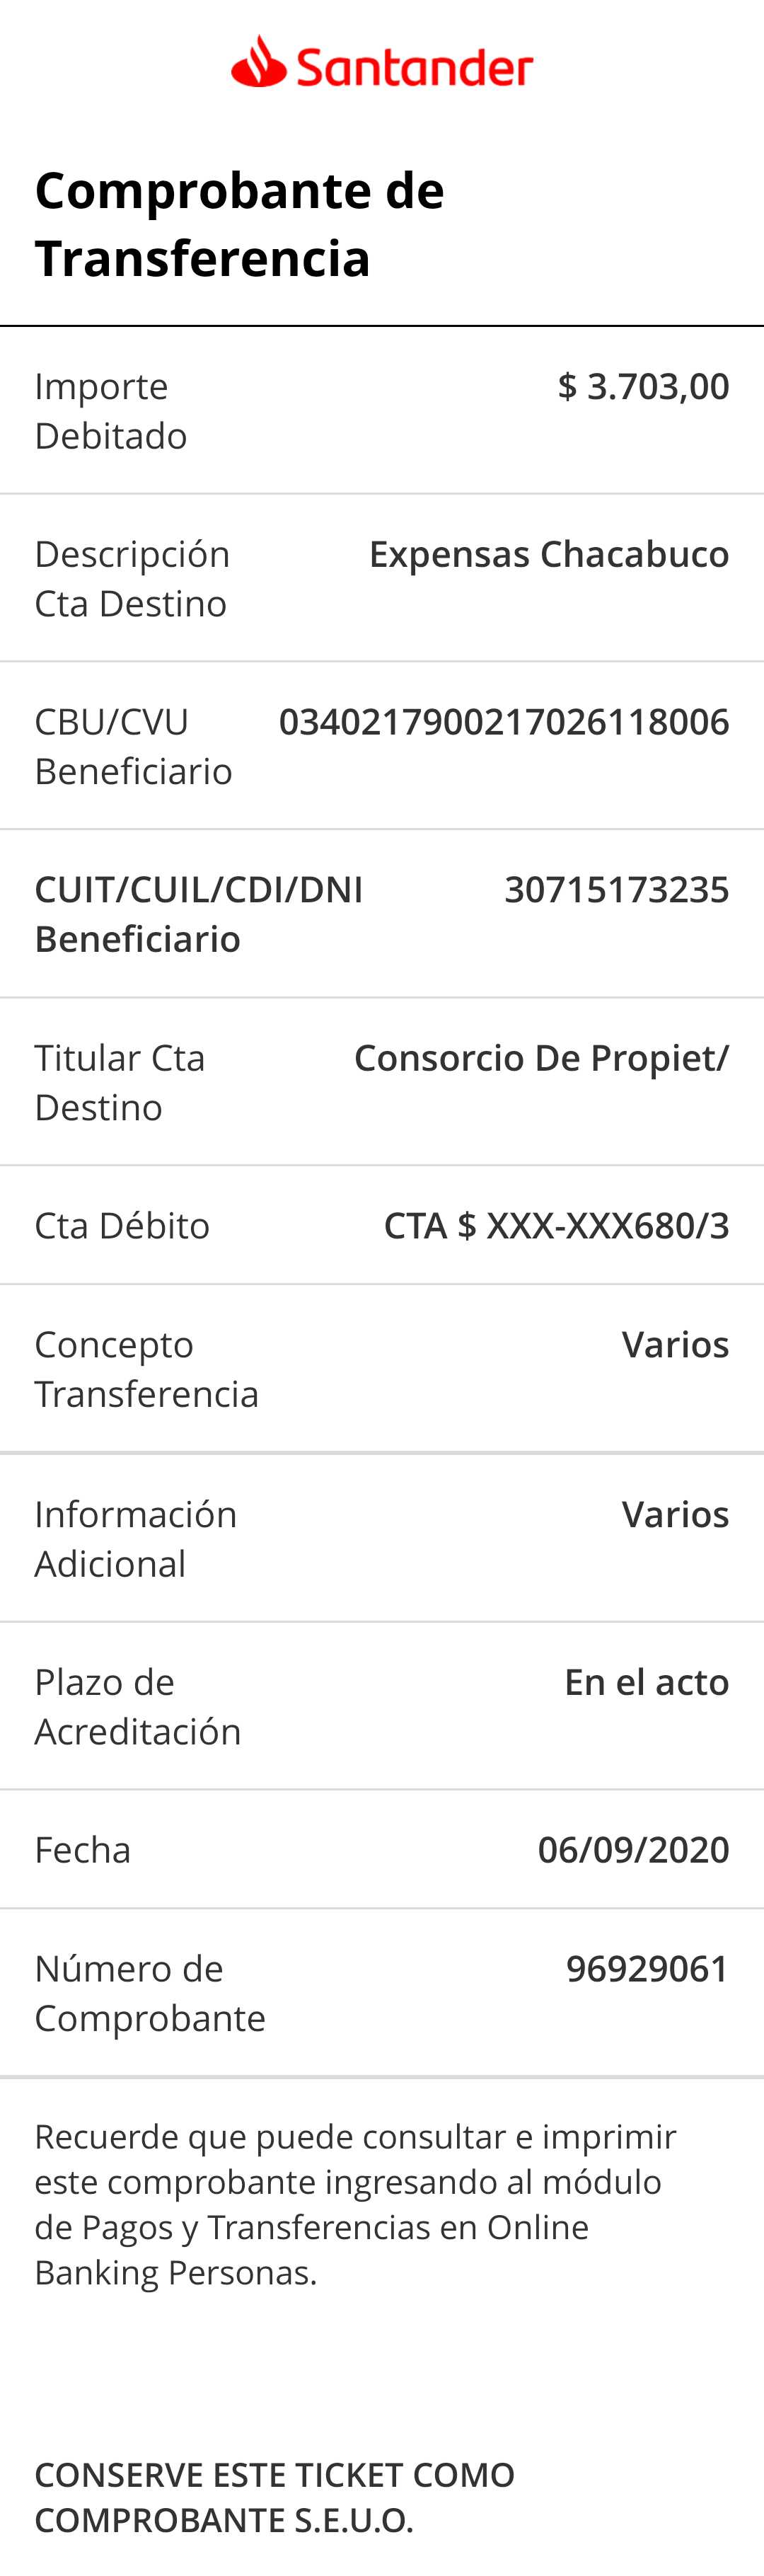 Santander
Comprobante de
Transferencia
Importe
Debitado
$ 3.703,00
Descripción
Cta Destino
Expensas Chacabuco
CBU/CVU
Beneficiario
0340217900217026118006
CUIT/CUIL/CDI/DNI
Beneficiario
30715173235
Titular Cta
Destino
Consorcio De Propiet/
Cta Débito
CTA $ XXX-XXX680/3
Concepto
Transferencia
Varios
Información
Adicional
Varios
Plazo de
Acreditación
En el acto
Fecha
06/09/2020
Número de
Comprobante
96929061
Recuerde que puede consultar e imprimir
este comprobante ingresando al módulo
de Pagos y Transferencias en Online
Banking Personas.
CONSERVE ESTE TICKET COMO
COMPROBANTE S.E.U.O.